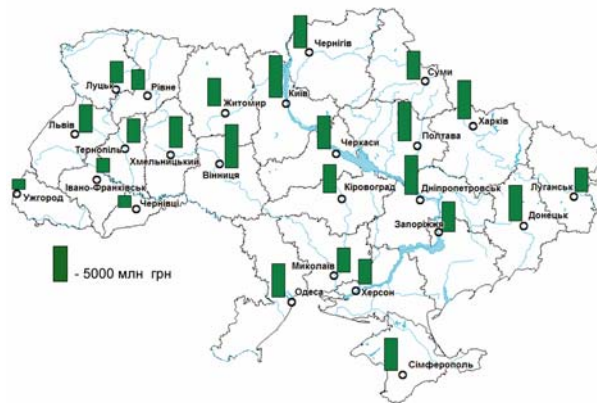 Чернігів
Суми
Луцьк
Рівне
Київ
Житомир
Харків
Львів
Полтава
Тернопіль
Черкаси
Хмельницький
Вінниця
Івано-Франківськ
Кіровоград
Дніпропетровськ
Луганськ
Ужгород
Чернівці
Донецьк
Запоріжжя
Миколаїв
- 5000 млн грн
Херсон
Одеса
Сімферополь